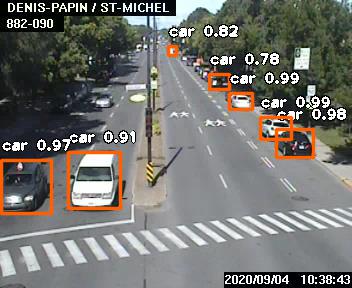 DENIS-PAPIN / ST-MICHEL
882-090
car 0.82
car 0.78
car 0.99
car 0.99
car 0.98
car 0.97
car 0.91
2020/09/04 10:38:43